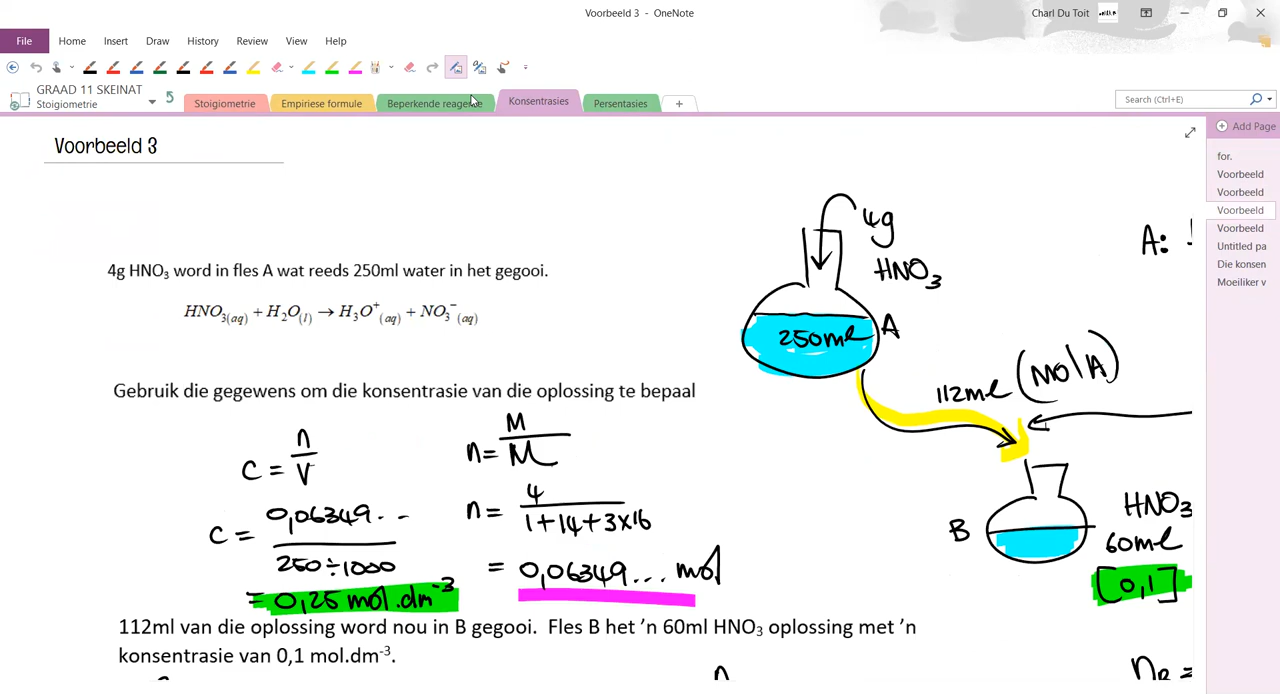 Voorbeeld 3 - OneNote
Charl Du Toit
File Home Insert Draw History Review View Help
GRAAD 11 SKEINAT
Stoigiometrie
Stoigiometrie Empiriese formule Beperkende reagense Konsentrasies Persentasies +
Search (Ctrl+E)
Add Page
for.
Voorbeeld
Voorbeeld
Voorbeeld
Voorbeeld
Untitled pa
Die konsen
Moeiliker v
Voorbeeld 3
4g HNO₃ word in fles A wat reeds 250ml water in het gegooi.
HNO₃(aq) + H₂O(l) → H₃O⁺(aq) + NO₃⁻(aq)
Gebruik die gegewens om die konsentrasie van die oplossing te bepaal
c = n/V
n = m/M
c = 0,06349.../250÷1000
n = 4/1+14+3×16
= 0,06349... mol
= 0,25 mol.dm⁻³
4g
HNO₃
250ml
A
A:
112ml (mol A)
B
HNO₃
60ml
[0,1]
112ml van die oplossing word nou in B gegooi. Fles B het 'n 60ml HNO₃ oplossing met 'n
konsentrasie van 0,1 mol.dm⁻³.